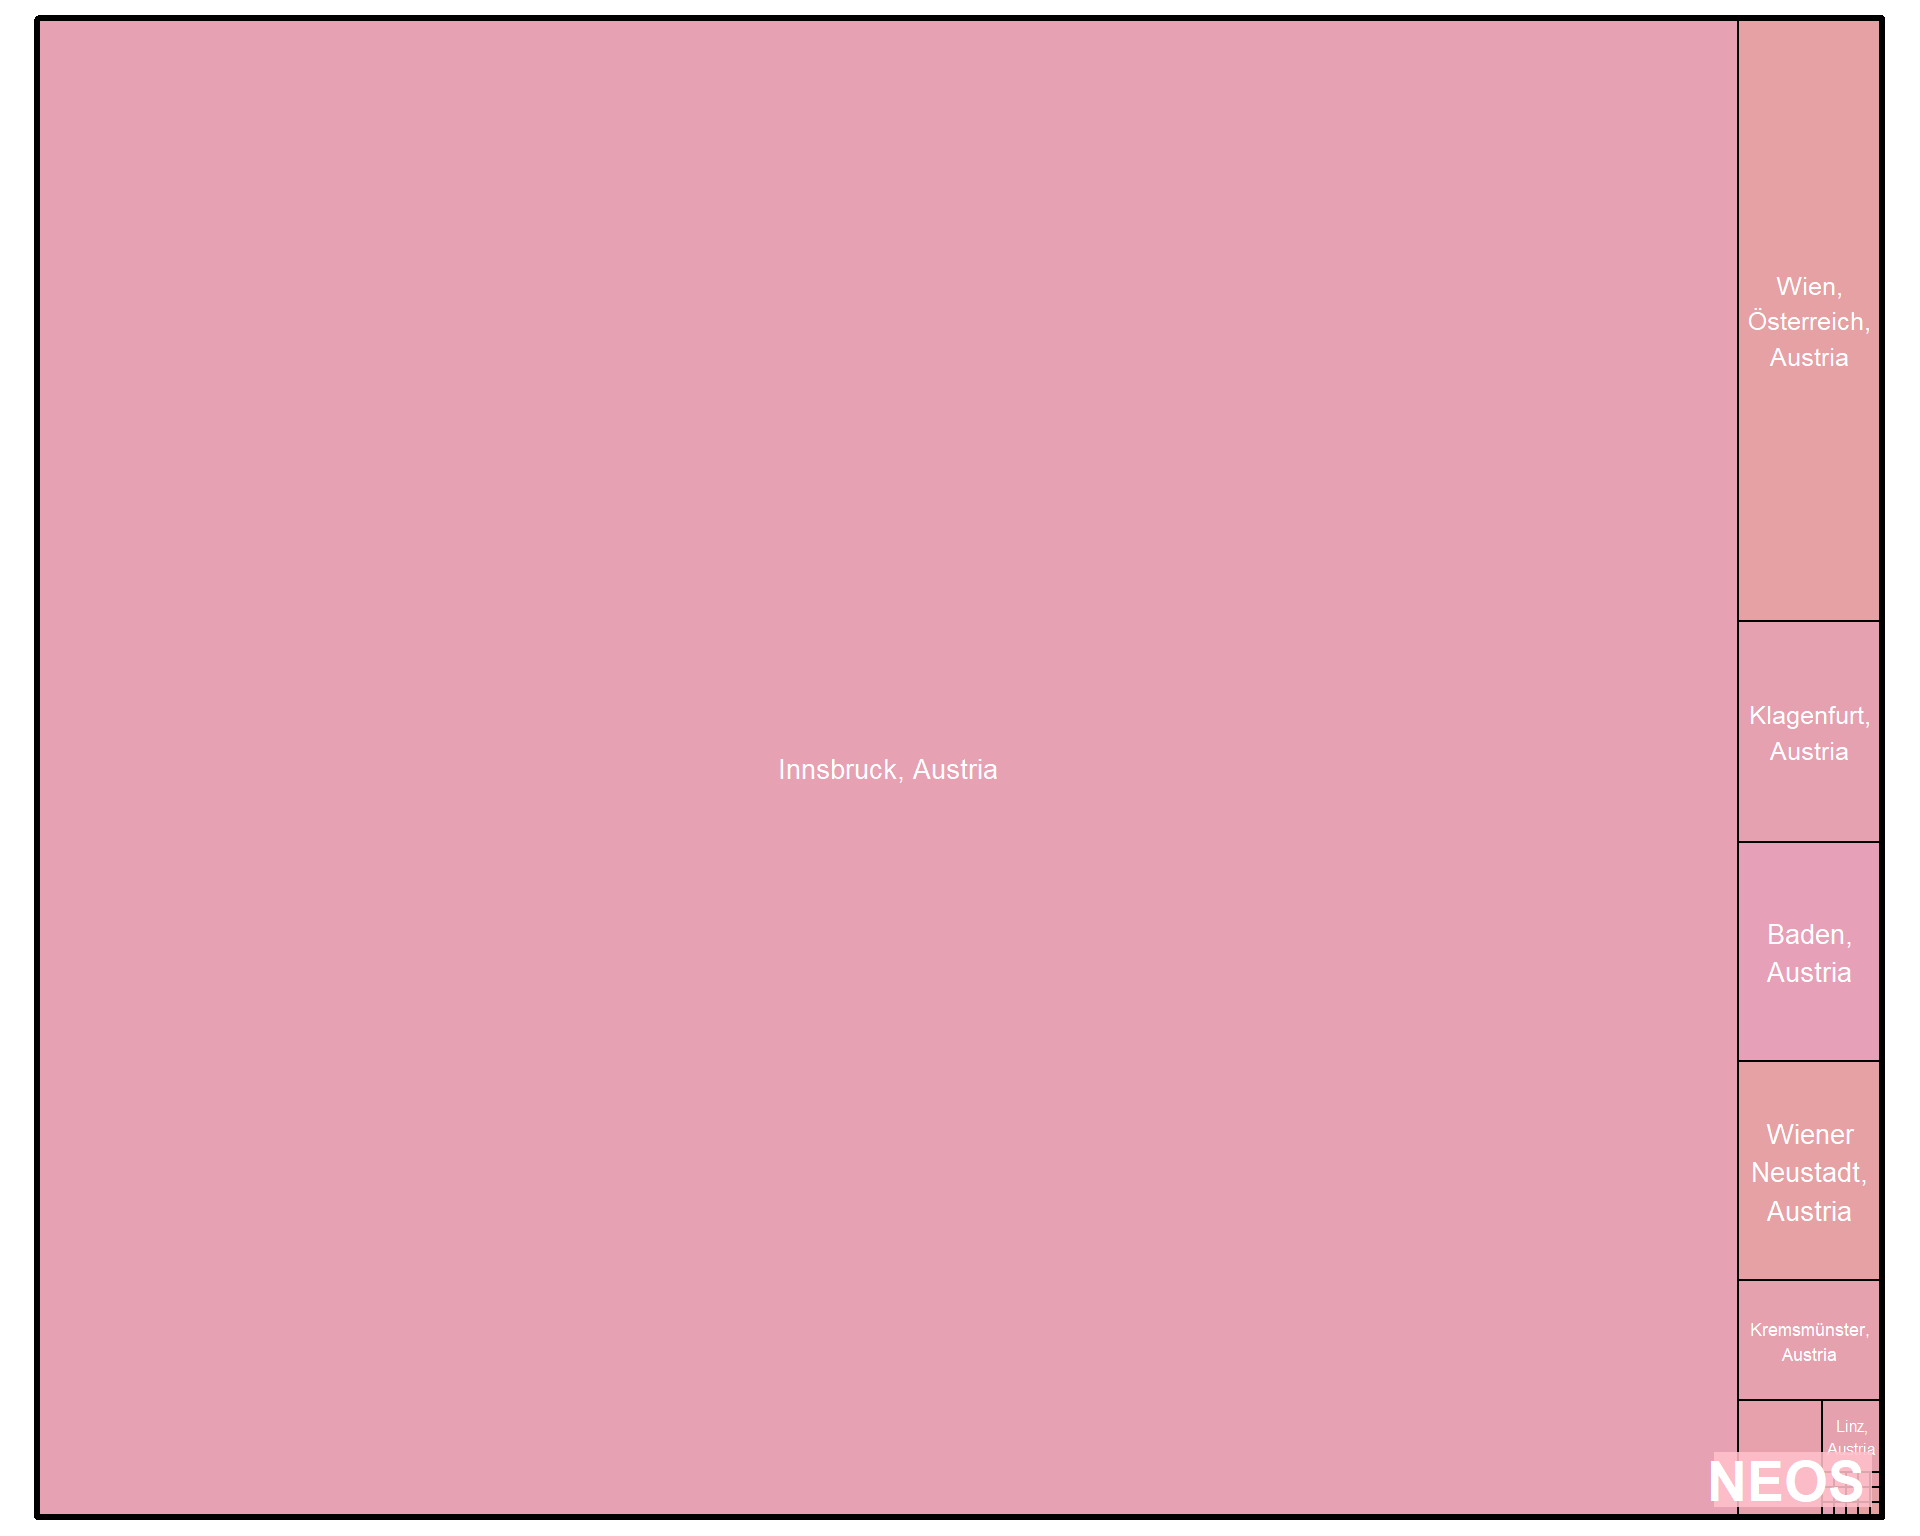 Innsbruck, Austria
Wien,
Österreich,
Austria
Klagenfurt,
Austria
Baden,
Austria
Wiener
Neustadt,
Austria
Kremsmünster,
Austria
Linz,
Austria
NEOS